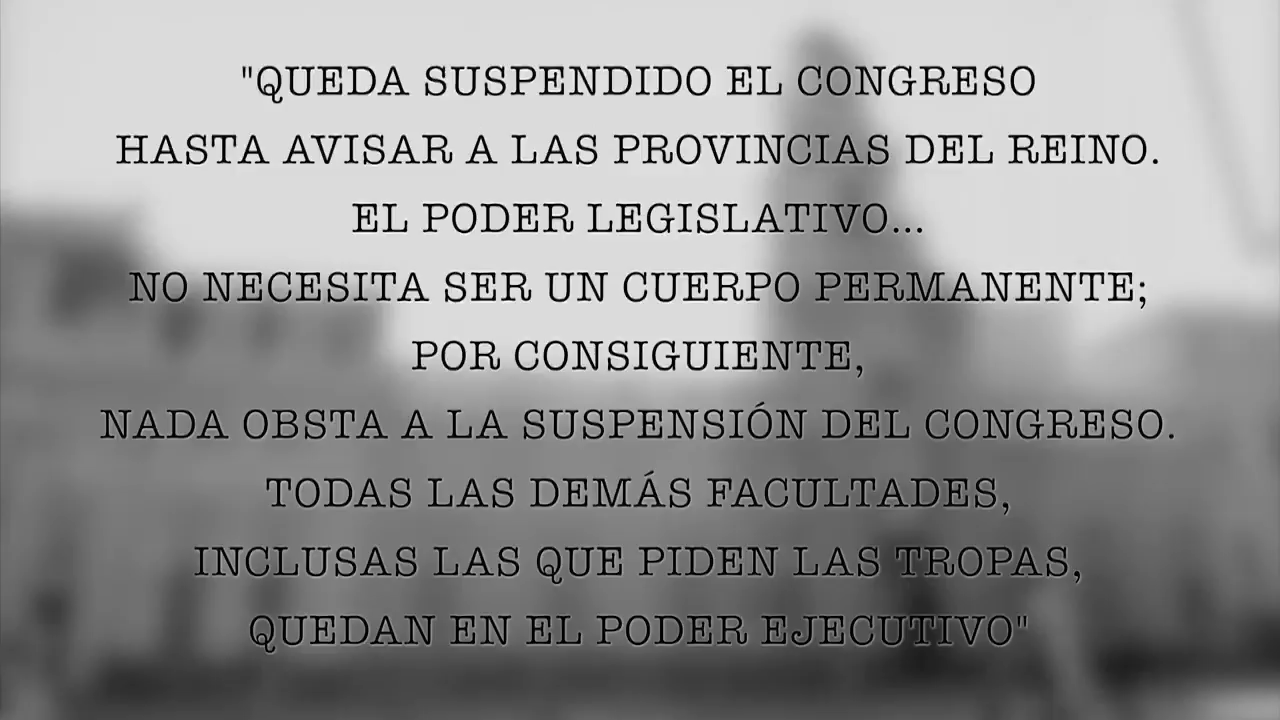 "QUEDA SUSPENDIDO EL CONGRESO
HASTA AVISAR A LAS PROVINCIAS DEL REINO.
EL PODER LEGISLATIVO...
NO NECESITA SER UN CUERPO PERMANENTE;
POR CONSIGUIENTE,
NADA OBSTA A LA SUSPENSIÓN DEL CONGRESO.
TODAS LAS DEMÁS FACULTADES,
INCLUSAS LAS QUE PIDEN LAS TROPAS,
QUEDAN EN EL PODER EJECUTIVO"